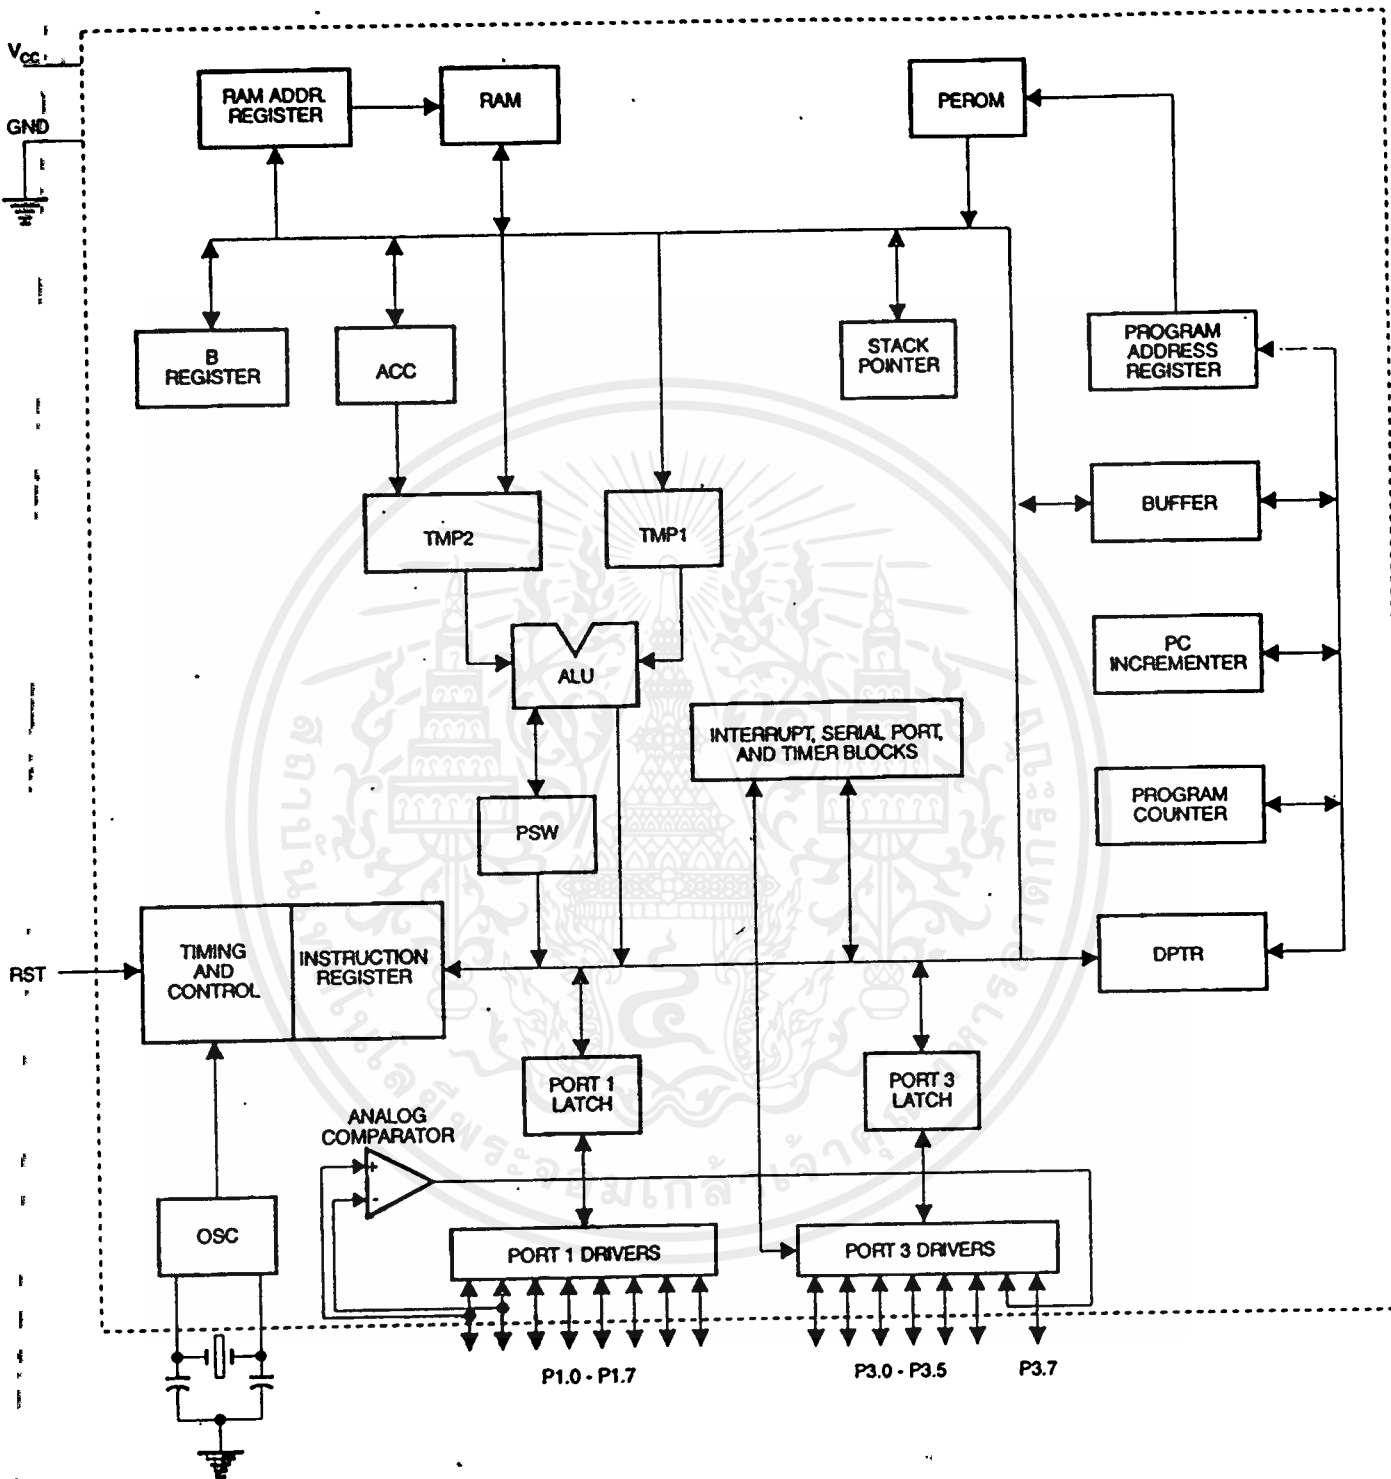 VCC
GND
RAM ADDR.
REGISTER
RAM
PEROM
B
REGISTER
ACC
STACK
POINTER
PROGRAM
ADDRESS
REGISTER
TMP2
TMP1
BUFFER
ALU
PC
INCREMENTER
INTERRUPT, SERIAL PORT,
AND TIMER BLOCKS
PSW
PROGRAM
COUNTER
RST
TIMING
AND
CONTROL
INSTRUCTION
REGISTER
DPTR
PORT 1
LATCH
PORT 3
LATCH
ANALOG
COMPARATOR
+
-
OSC
PORT 1 DRIVERS
PORT 3 DRIVERS
P1.0 - P1.7
P3.0 - P3.5
P3.7